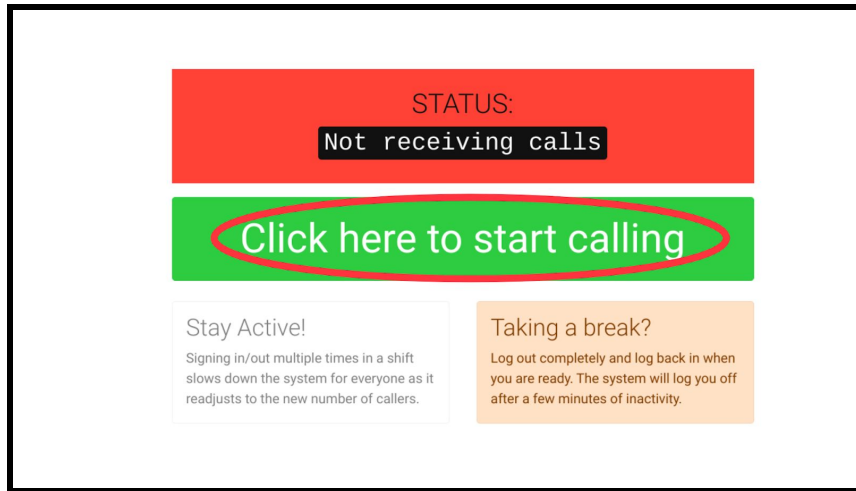 STATUS:
Not receiving calls
Click here to start calling
Stay Active!
Signing in/out multiple times in a shift
slows down the system for everyone as it
readjusts to the new number of callers.
Taking a break?
Log out completely and log back in when
you are ready. The system will log you off
after a few minutes of inactivity.